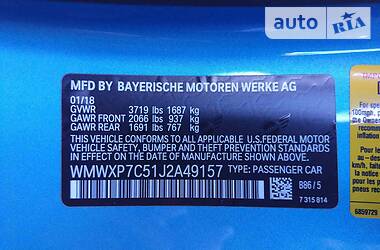 auto RIA
MFD BY BAYERISCHE MOTOREN WERKE AG
01/18
GVWR 3719 lbs 1687 kg
GAWR FRONT 2066 lbs 937 kg
GAWR REAR 1691 lbs 767 kg
THIS VEHICLE CONFORMS TO ALL APPLICABLE U.S. FEDERAL MOTOR
VEHICLE SAFETY, BUMPER AND THEFT PREVENTION STANDARDS
IN EFFECT ON THE DATE OF MANUFACTURE SHOWN ABOVE.
WMWXP7C51J2A49157 TYPE: PASSENGER CAR
B86/5
7 315 814
6859729